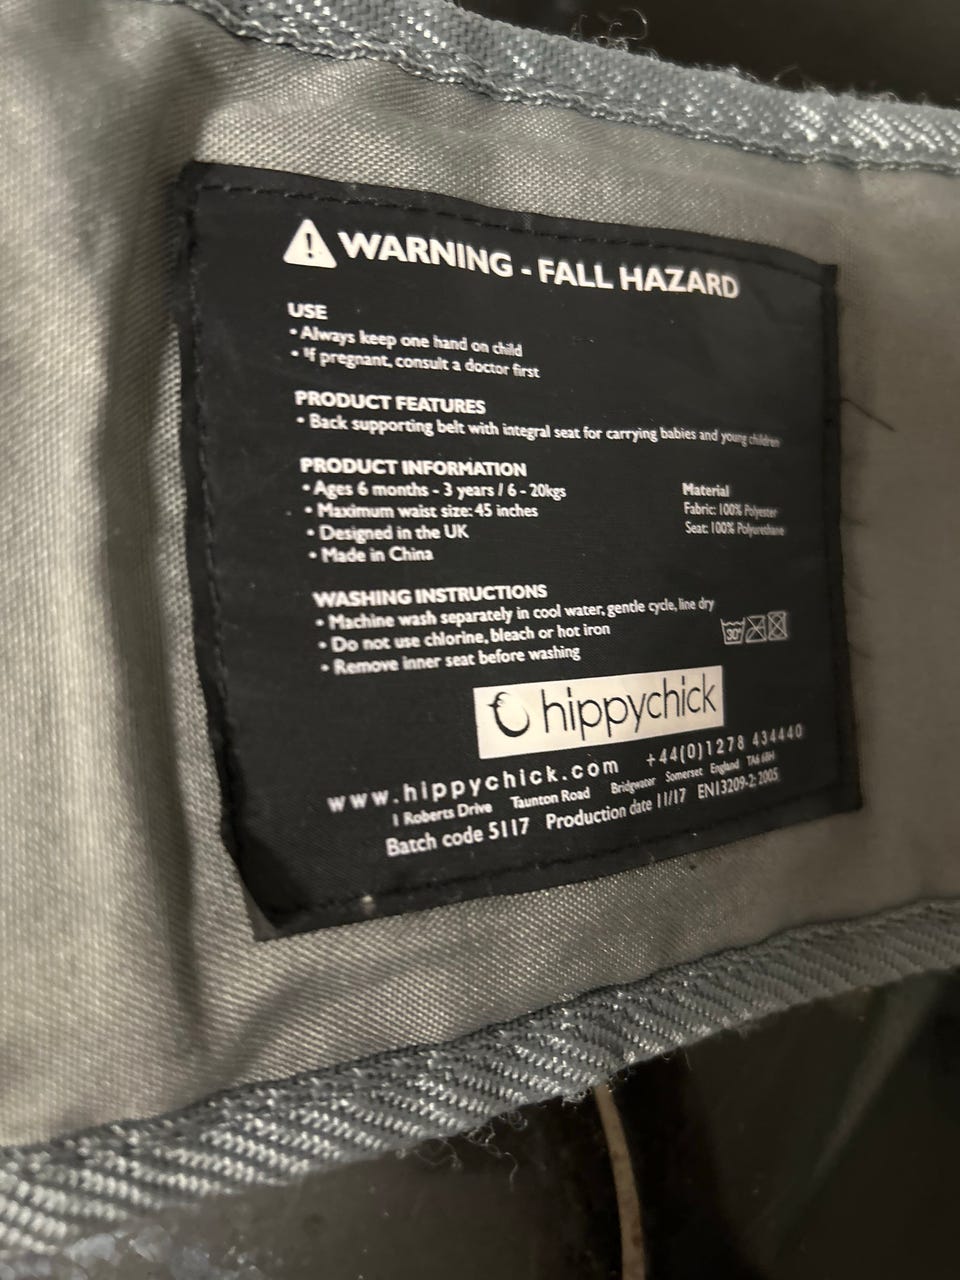 WARNING - FALL HAZARD
USE
• Always keep one hand on child
• If pregnant, consult a doctor first
PRODUCT FEATURES
• Back supporting belt with integral seat for carrying babies and young children
PRODUCT INFORMATION
• Ages 6 months - 3 years / 6 - 20kgs
• Maximum waist size: 45 inches
• Designed in the UK
• Made in China
Material
Fabric: 100% Polyester
Seat: 100% Polyurethane
WASHING INSTRUCTIONS
• Machine wash separately in cool water, gentle cycle, line dry
• Do not use chlorine, bleach or hot iron
• Remove inner seat before washing
30°
hippychick
www.hippychick.com +44(0)1278 434440
1 Roberts Drive Taunton Road Bridgwater Somerset England TA6 6BH
Batch code 5117 Production date 11/17 EN13209-2: 2005